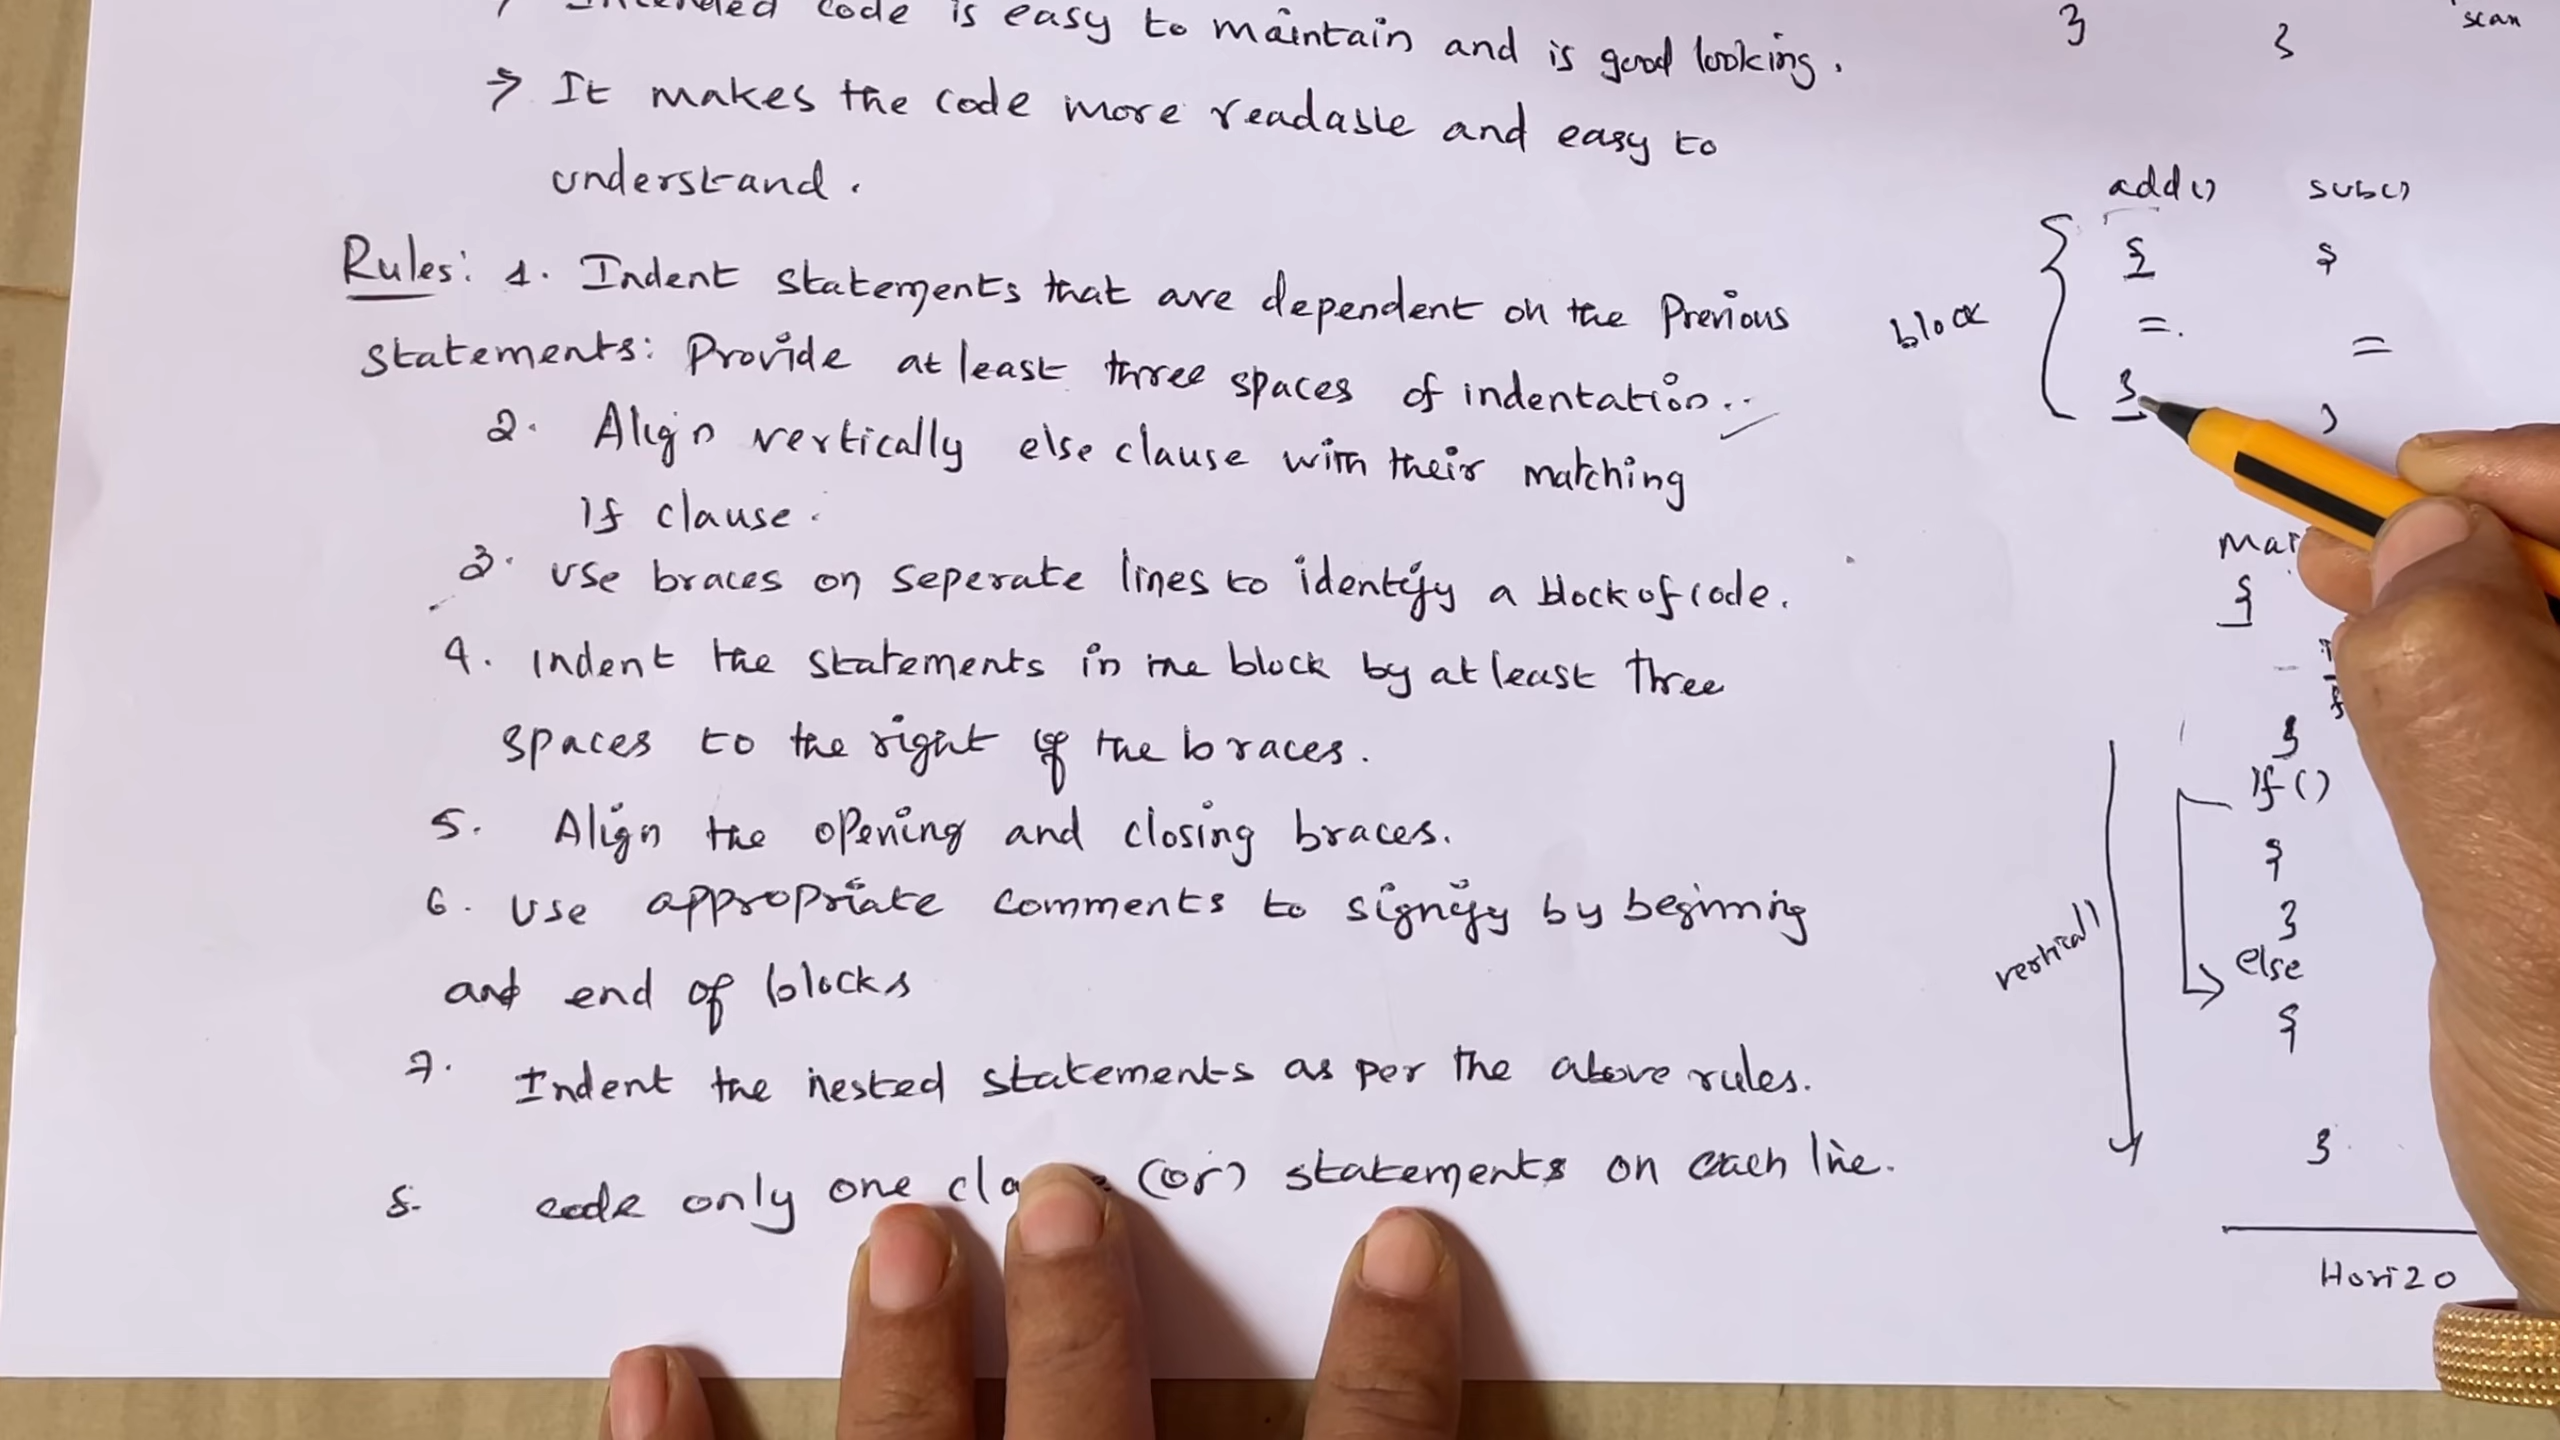 code is easy to maintain and is good looking.
→ It makes the code more readable and easy to
understand.
Rules: 1. Indent statements that are dependent on the Previous
statements: Provide at least three spaces of indentation.
2. Align vertically else clause with their matching
if clause.
3. use braces on seperate lines to identify a block of code.
4. Indent the statements in the block by at least three
spaces to the right of the braces.
5. Align the opening and closing braces.
6. Use appropriate comments to signify by beginning
and end of blocks
7. Indent the nested statements as per the above rules.
8. code only one (or) statements on each line.
} } scan
add() sub()
{ {
block = =
} }
{
}
if()
{
}
else
{
}
vertical
Horizo